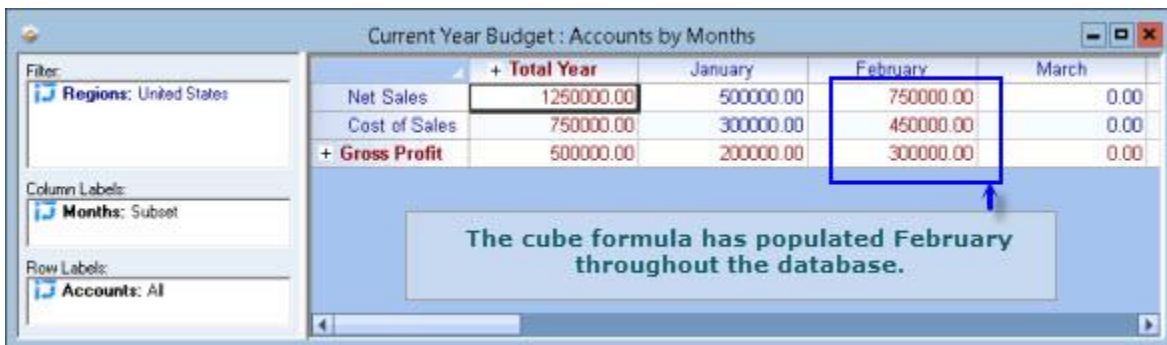 Current Year Budget : Accounts by Months
Filter:
Regions: United States
Column Labels:
Months: Subset
Row Labels:
Accounts: All
+ Total Year January February March
Net Sales 1250000.00 500000.00 750000.00 0.00
Cost of Sales 750000.00 300000.00 450000.00 0.00
+ Gross Profit 500000.00 200000.00 300000.00 0.00
The cube formula has populated February
throughout the database.